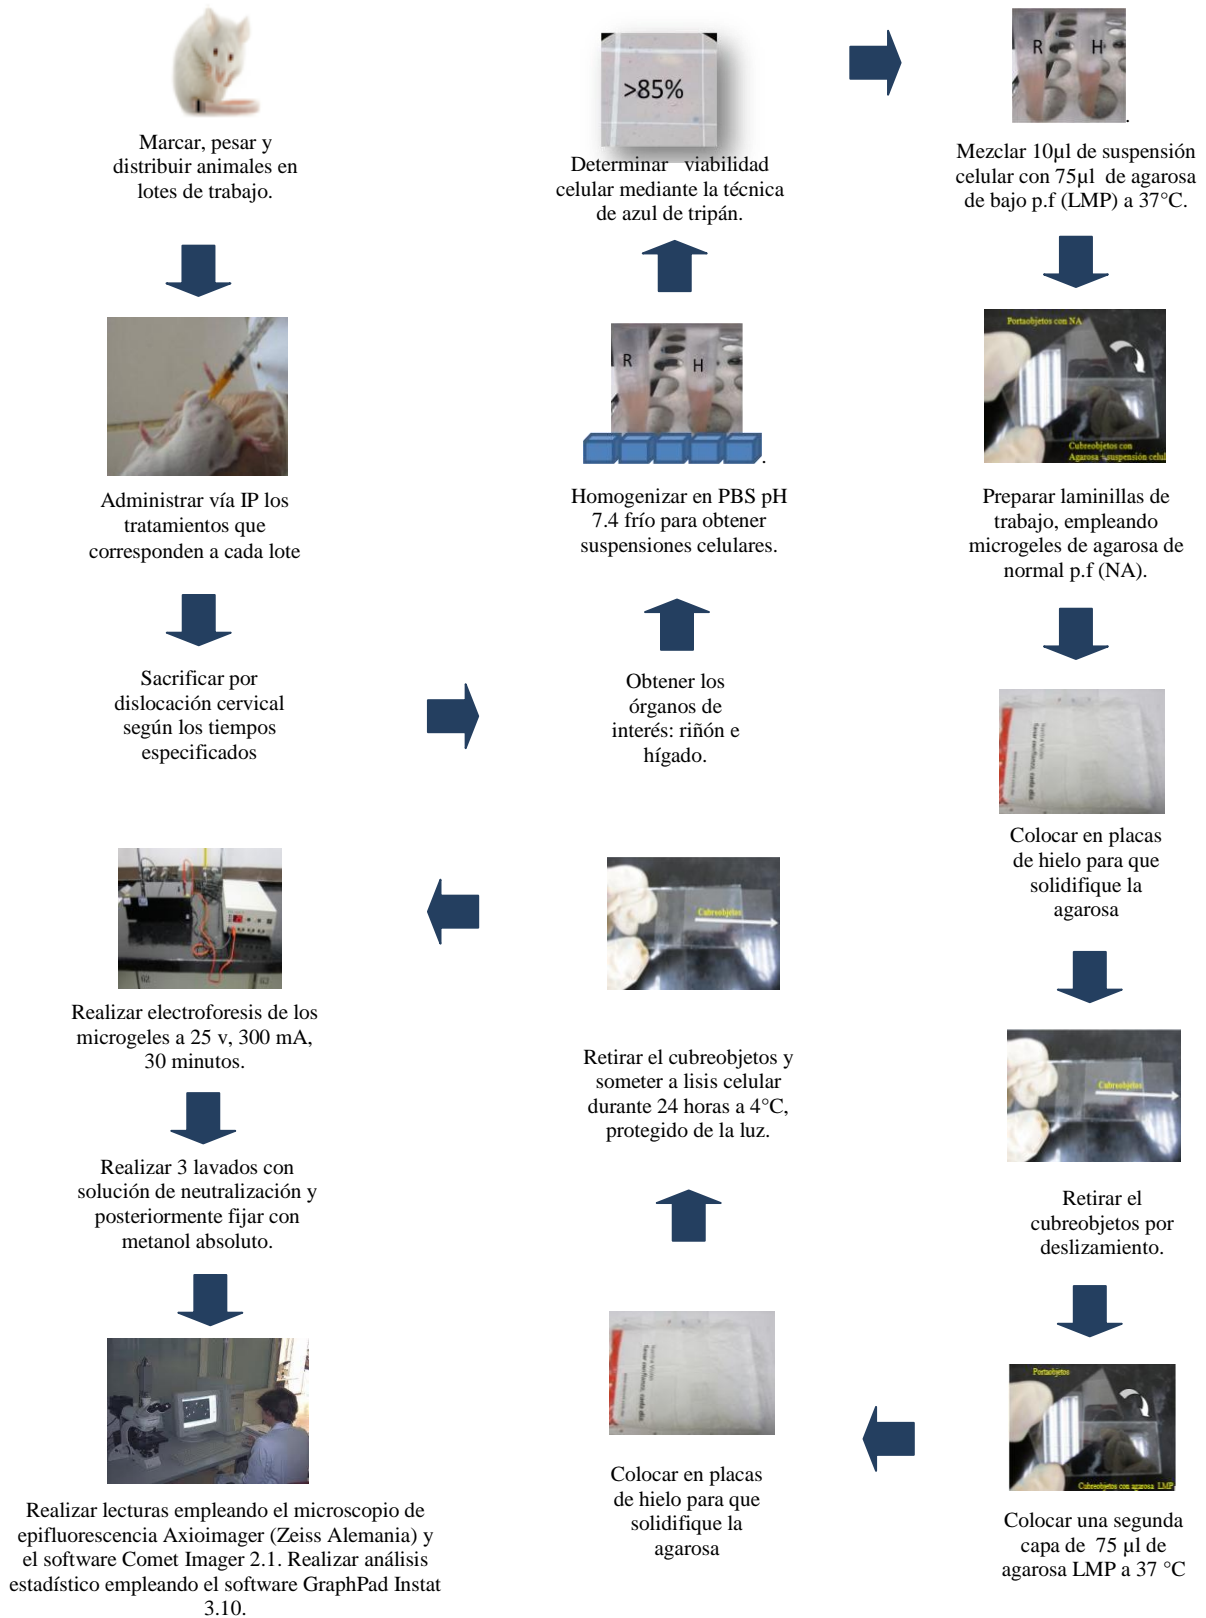 Marcar, pesar y
distribuir animales en
lotes de trabajo.
Administrar vía IP los
tratamientos que
corresponden a cada lote
Sacrificar por
dislocación cervical
según los tiempos
especificados
Obtener los
órganos de
interés: riñón e
hígado.
R H
.
Homogenizar en PBS pH
7.4 frío para obtener
suspensiones celulares.
>85%
Determinar viabilidad
celular mediante la técnica
de azul de tripán.
R H
.
Mezclar 10µl de suspensión
celular con 75µl de agarosa
de bajo p.f (LMP) a 37°C.
Portaobjetos con NA
Cubreobjetos con
Agarosa + suspensión celul
Preparar laminillas de
trabajo, empleando
microgeles de agarosa de
normal p.f (NA).
Colocar en placas
de hielo para que
solidifique la
agarosa
Cubreobjetos
Retirar el
cubreobjetos por
deslizamiento.
Portaobjetos
Cubreobjetos con agarosa LMP
Colocar una segunda
capa de 75 µl de
agarosa LMP a 37 °C
Colocar en placas
de hielo para que
solidifique la
agarosa
Cubreobjetos
Retirar el cubreobjetos y
someter a lisis celular
durante 24 horas a 4°C,
protegido de la luz.
Realizar electroforesis de los
microgeles a 25 v, 300 mA,
30 minutos.
Realizar 3 lavados con
solución de neutralización y
posteriormente fijar con
metanol absoluto.
Realizar lecturas empleando el microscopio de
epifluorescencia Axioimager (Zeiss Alemania) y
el software Comet Imager 2.1. Realizar análisis
estadístico empleando el software GraphPad Instat
3.10.